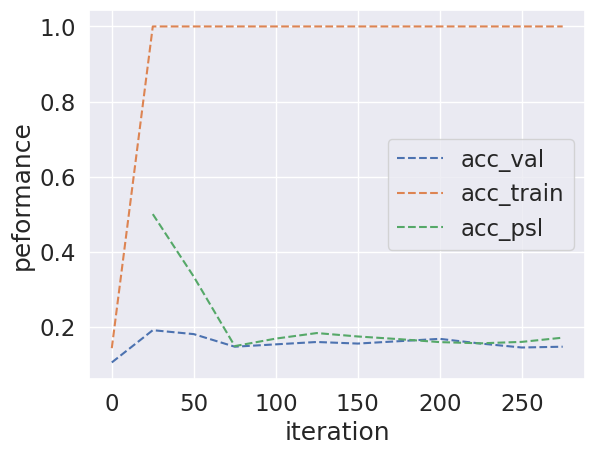 1.0
0.8
0.6
0.4
0.2
peformance
acc_val
acc_train
acc_psl
0 50 100 150 200 250
iteration